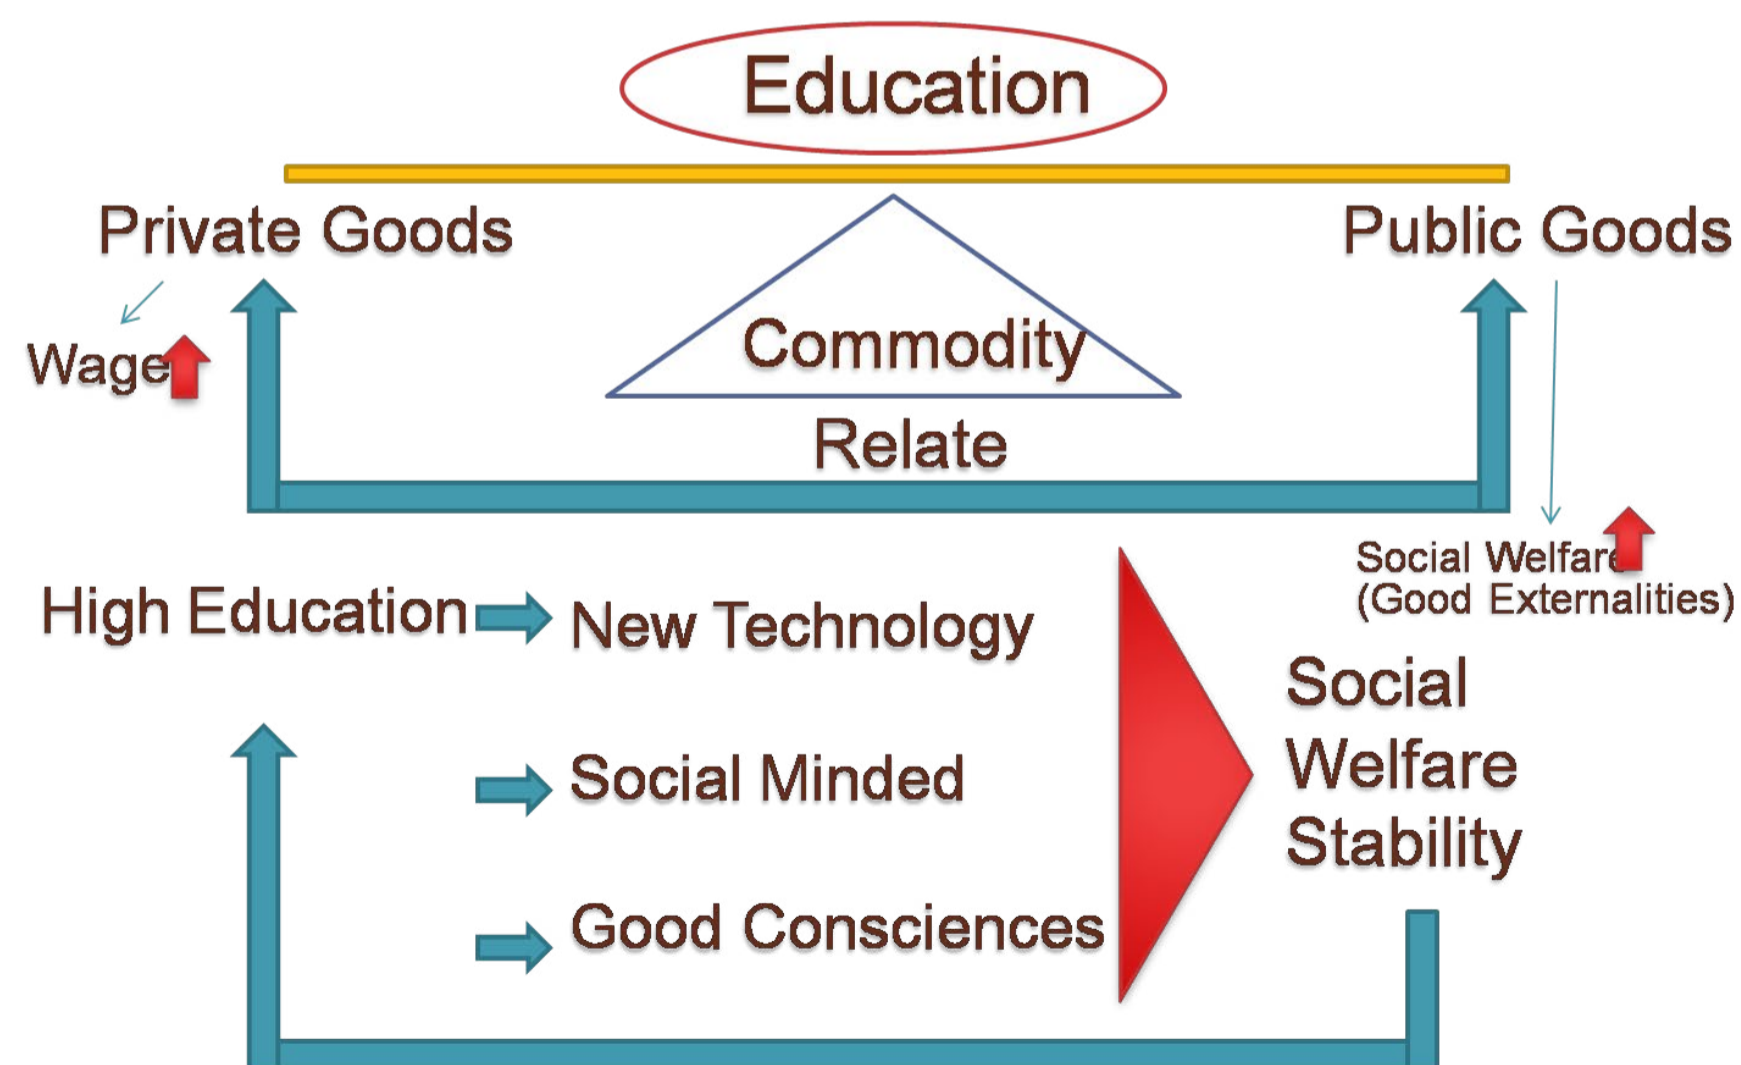 Education
Private Goods
Public Goods
Wage
Commodity
Relate
Social Welfare
(Good Externalities)
High Education
New Technology
Social Minded
Good Consciences
Social
Welfare
Stability